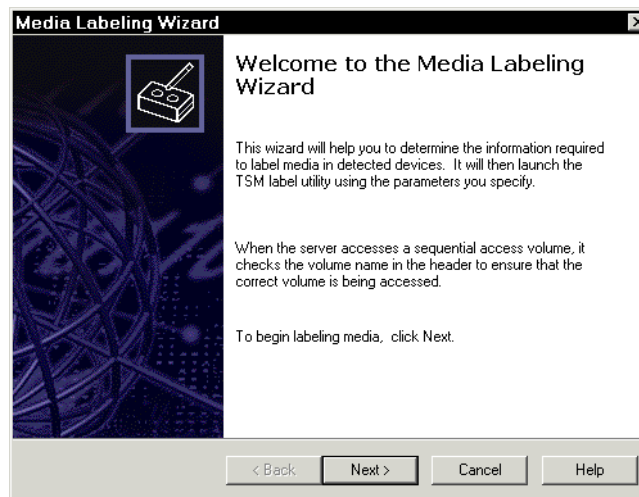 Media Labeling Wizard
Welcome to the Media Labeling
Wizard
This wizard will help you to determine the information required
to label media in detected devices. It will then launch the
TSM label utility using the parameters you specify.
When the server accesses a sequential access volume, it
checks the volume name in the header to ensure that the
correct volume is being accessed.
To begin labeling media, click Next.
< Back
Next >
Cancel
Help